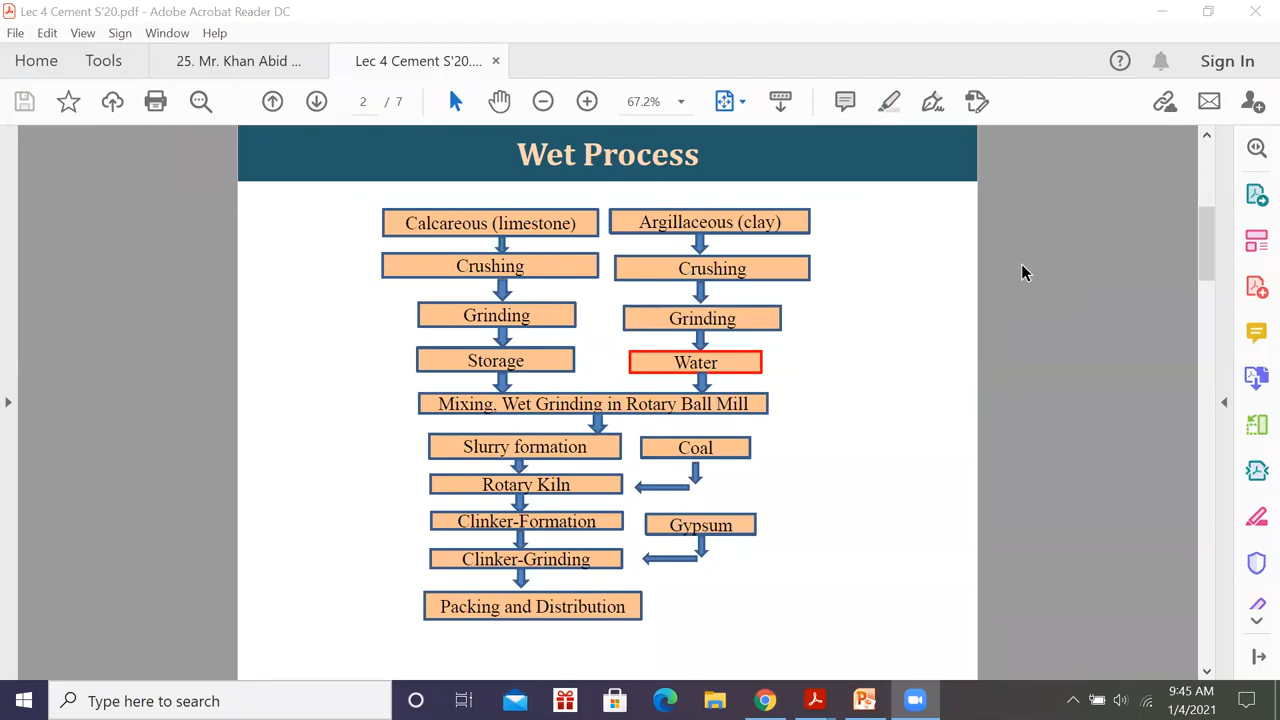 Lec 4 Cement S'20.pdf - Adobe Acrobat Reader DC
File Edit View Sign Window Help
Home Tools 25. Mr. Khan Abid ... Lec 4 Cement S'20.... × Sign In
2 / 7 67.2%
Wet Process
Calcareous (limestone) Argillaceous (clay)
Crushing Crushing
Grinding Grinding
Storage Water
Mixing, Wet Grinding in Rotary Ball Mill
Slurry formation Coal
Rotary Kiln
Clinker-Formation Gypsum
Clinker-Grinding
Packing and Distribution
Type here to search 9:45 AM
1/4/2021